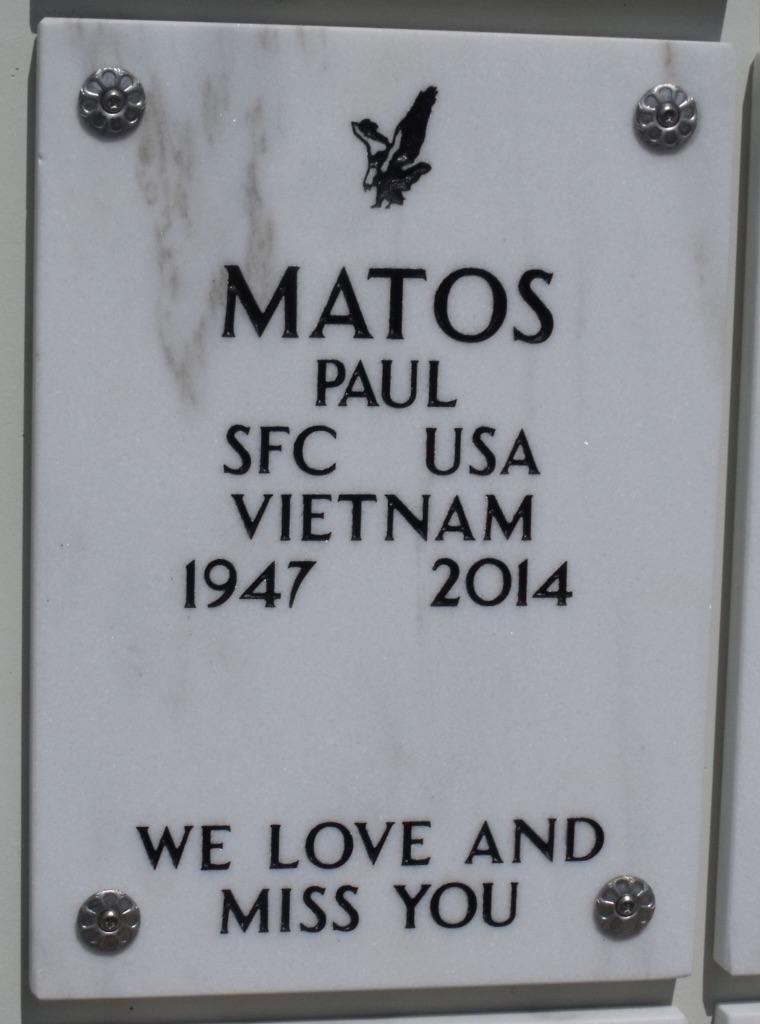 MATOS
PAUL
SFC USA
VIETNAM
1947 2014
WE LOVE AND
MISS YOU